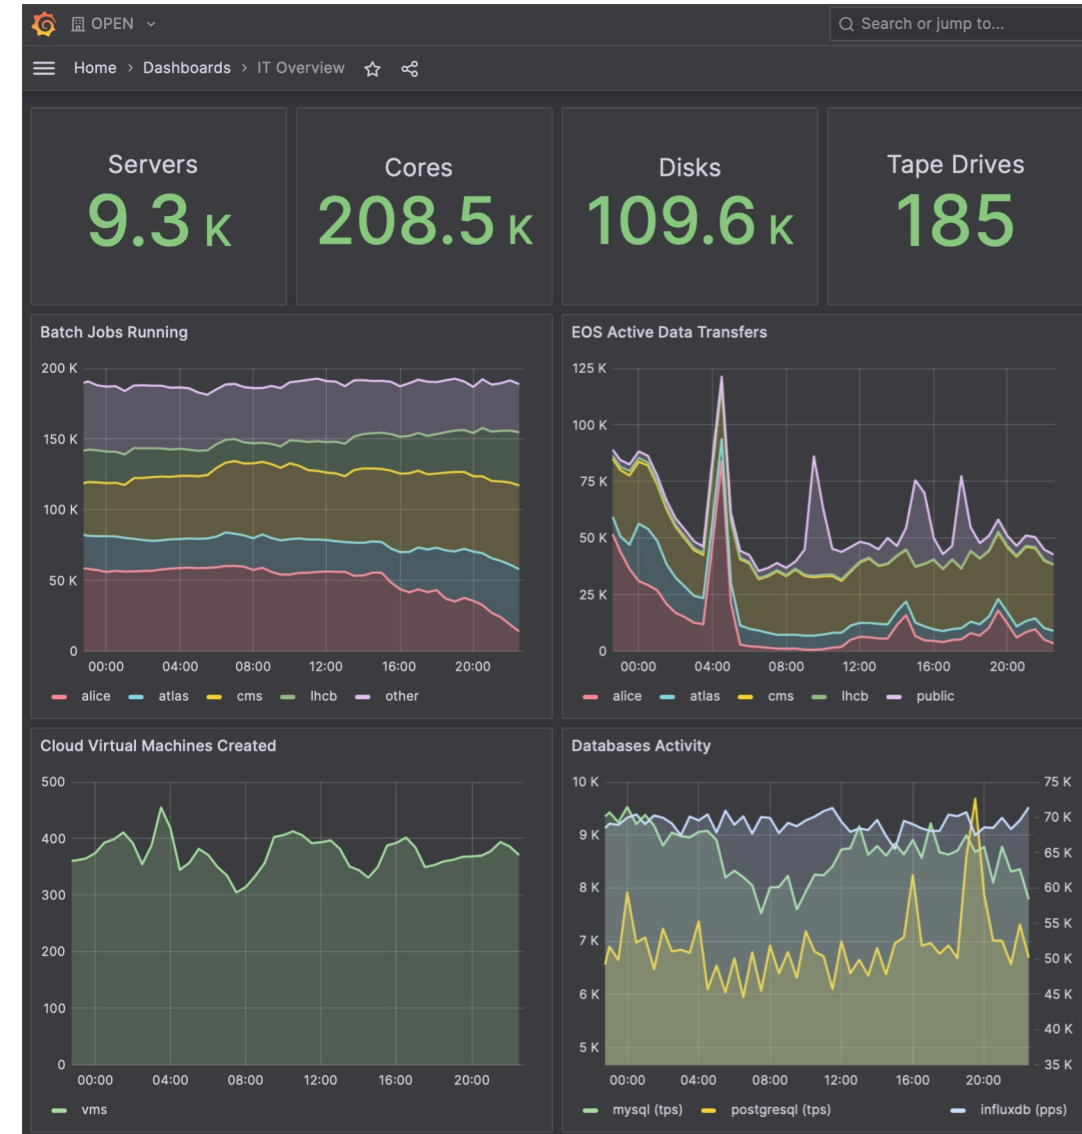 OPEN
Search or jump to...
Home › Dashboards › IT Overview
Servers
9.3 K
Cores
208.5 K
Disks
109.6 K
Tape Drives
185
Batch Jobs Running
200 K
150 K
100 K
50 K
0
00:00 04:00 08:00 12:00 16:00 20:00
alice atlas cms lhcb other
EOS Active Data Transfers
125 K
100 K
75 K
50 K
25 K
0
00:00 04:00 08:00 12:00 16:00 20:00
alice atlas cms lhcb public
Cloud Virtual Machines Created
500
400
300
200
100
0
00:00 04:00 08:00 12:00 16:00 20:00
vms
Databases Activity
10 K
9 K
8 K
7 K
6 K
5 K
75 K
70 K
65 K
60 K
55 K
50 K
45 K
40 K
35 K
00:00 04:00 08:00 12:00 16:00 20:00
mysql (tps) postgresql (tps) influxdb (pps)